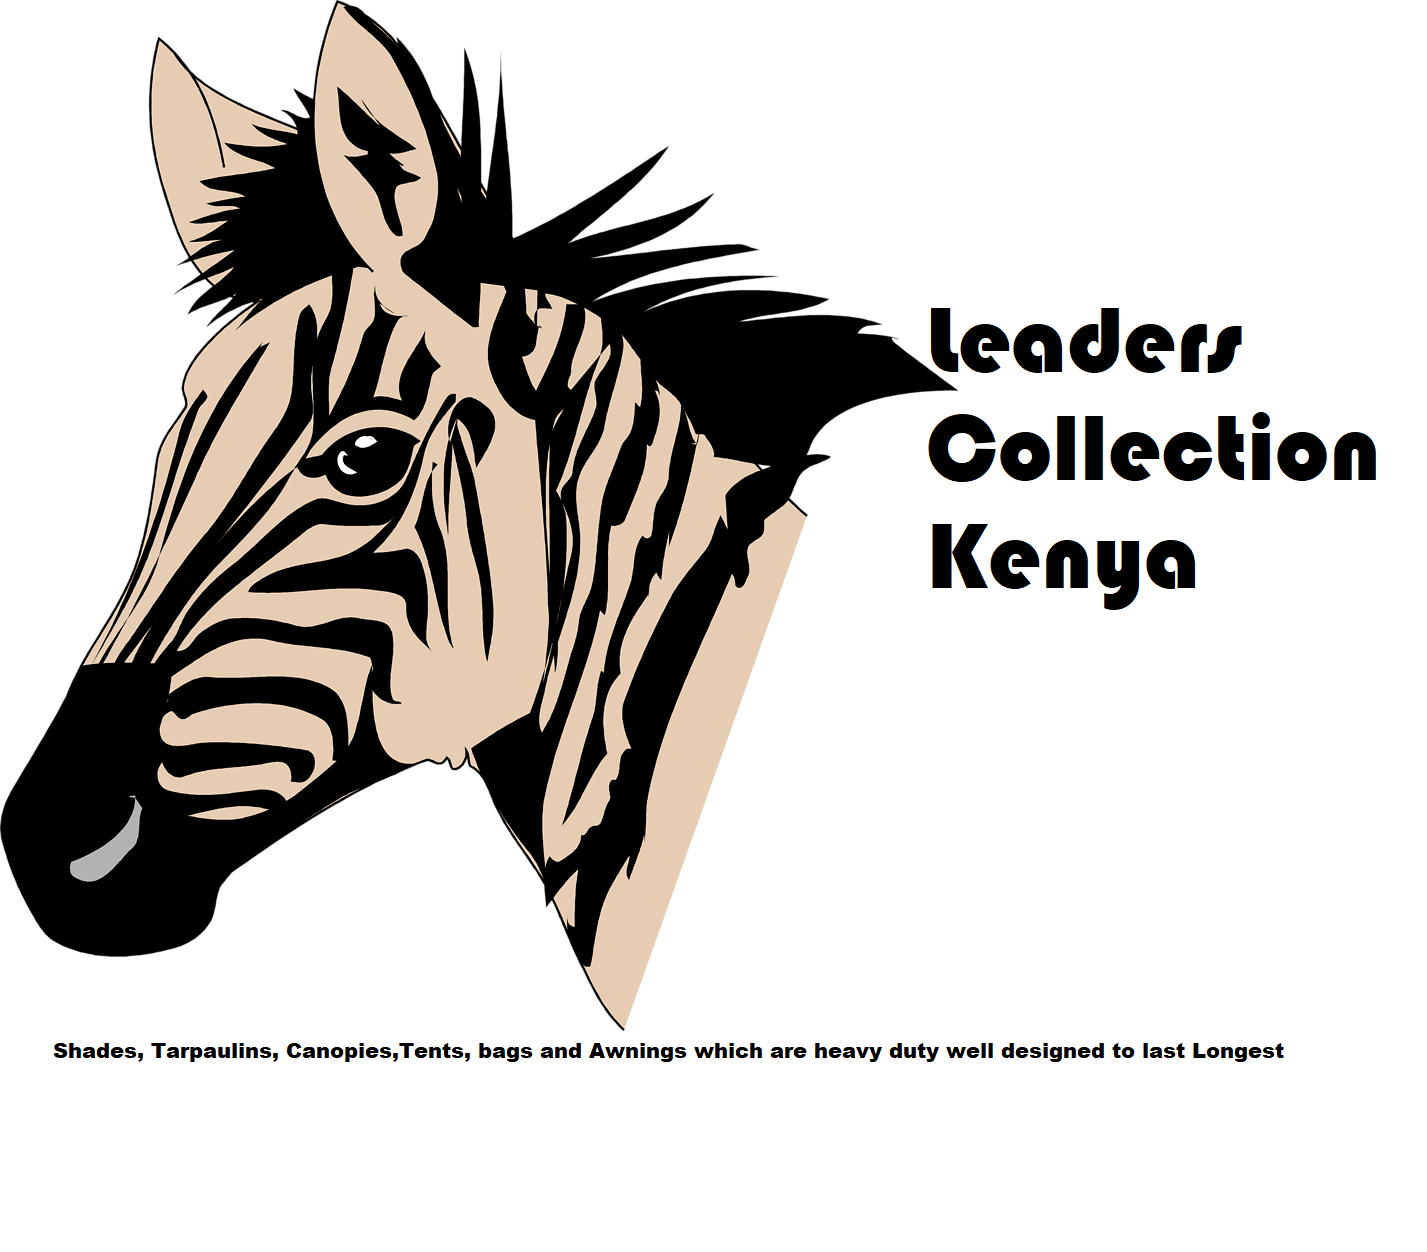 Leaders
Collection
Kenya
Shades, Tarpaulins, Canopies,Tents, bags and Awnings which are heavy duty well designed to last Longest